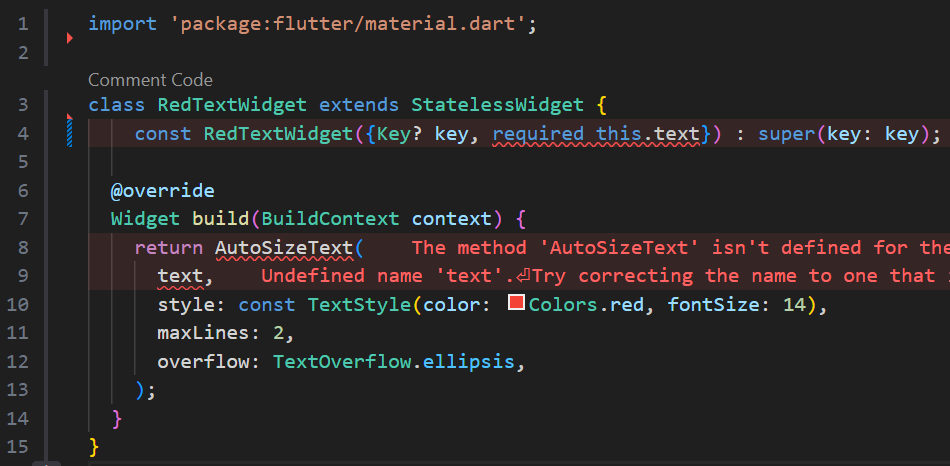 1 import 'package:flutter/material.dart';
2
Comment Code
3 class RedTextWidget extends StatelessWidget {
4 const RedTextWidget({Key? key, required this.text}) : super(key: key);
5
6 @override
7 Widget build(BuildContext context) {
8 return AutoSizeText( The method 'AutoSizeText' isn't defined for the
9 text, Undefined name 'text'.⏎Try correcting the name to one that
10 style: const TextStyle(color: Colors.red, fontSize: 14),
11 maxLines: 2,
12 overflow: TextOverflow.ellipsis,
13 );
14 }
15 }